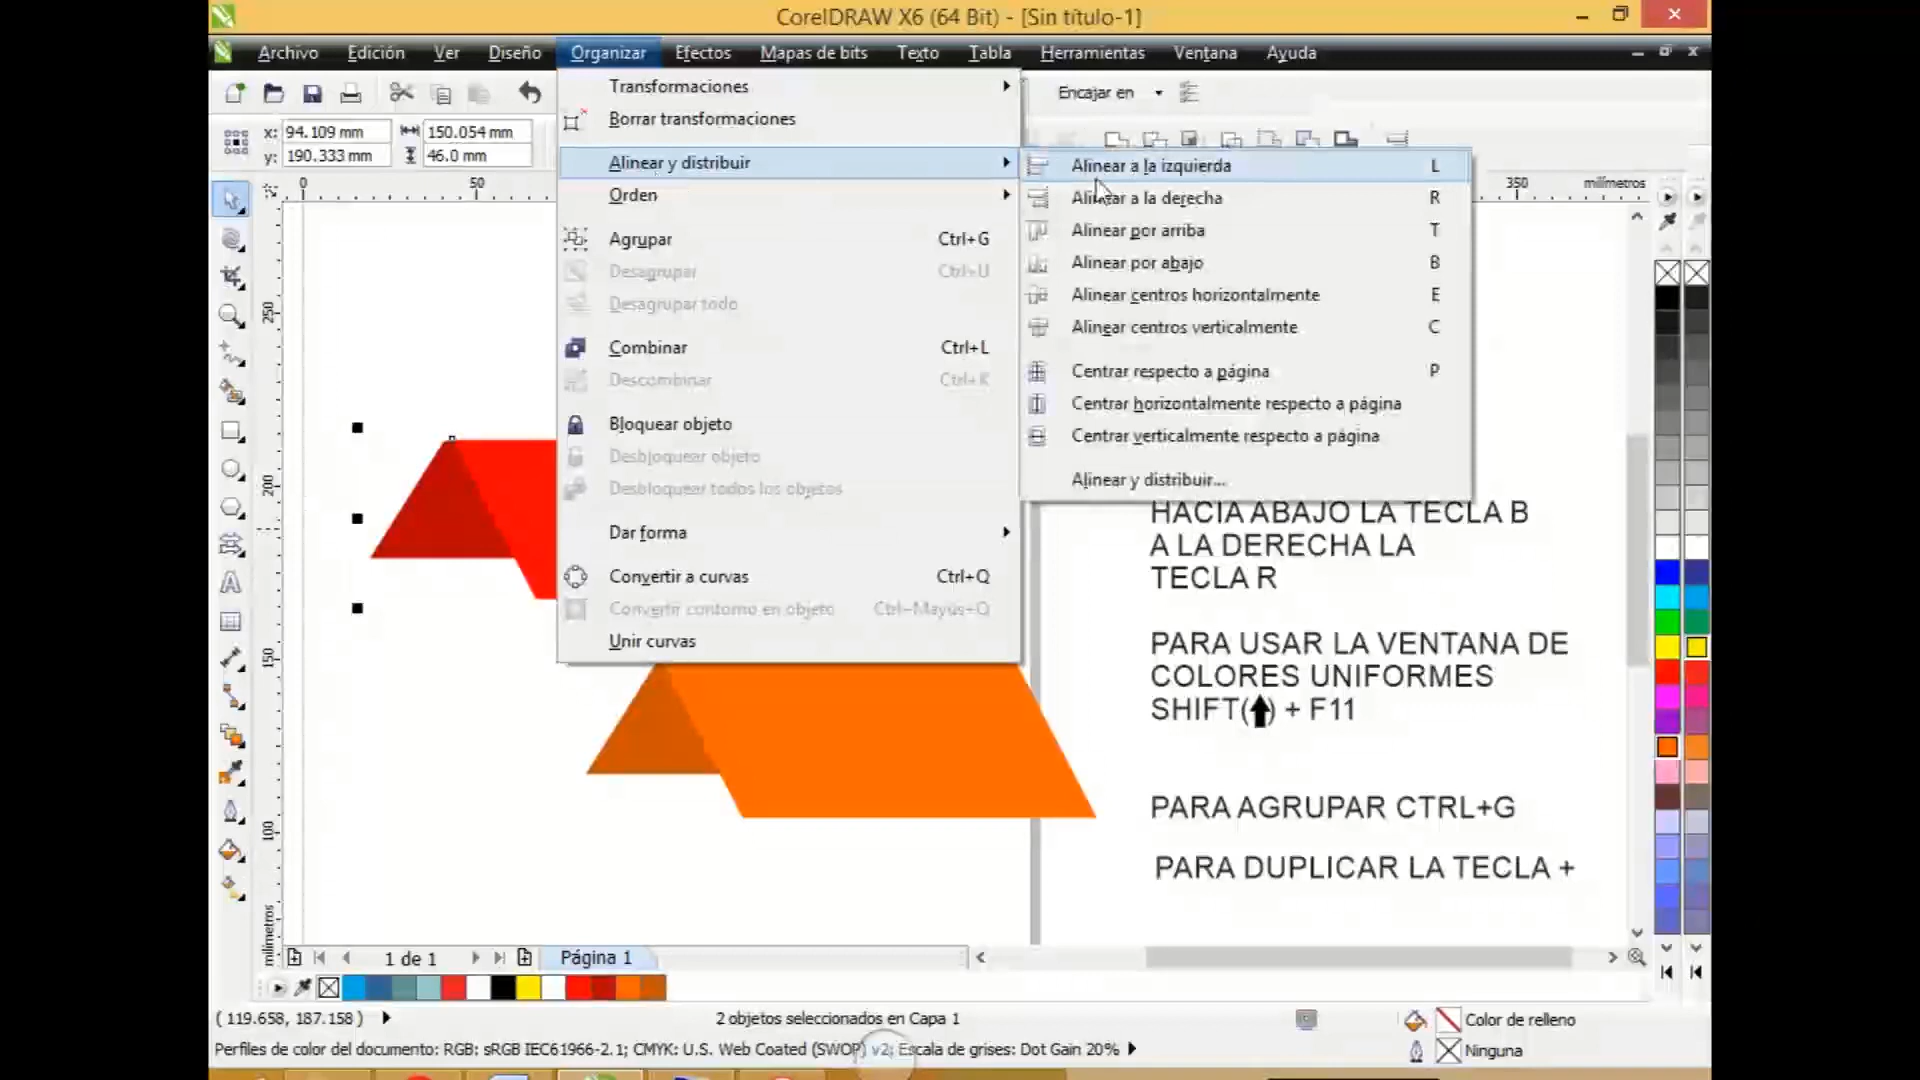 CorelDRAW X6 (64 Bit) - [Sin título-1]
Archivo Edición Ver Diseño Organizar Efectos Mapas de bits Texto Tabla Herramientas Ventana Ayuda
Encajar en
x: 94.109 mm 150.054 mm
y: 190.333 mm 46.0 mm
0 50 350 milímetros
Transformaciones
Borrar transformaciones
Alinear y distribuir
Orden
Agrupar Ctrl+G
Desagrupar Ctrl+U
Desagrupar todo
Combinar Ctrl+L
Descombinar Ctrl+K
Bloquear objeto
Desbloquear objeto
Desbloquear todos los objetos
Dar forma
Convertir a curvas Ctrl+Q
Convertir contorno en objeto Ctrl+Mayús+Q
Unir curvas
Alinear a la izquierda L
Alinear a la derecha R
Alinear por arriba T
Alinear por abajo B
Alinear centros horizontalmente E
Alinear centros verticalmente C
Centrar respecto a página P
Centrar horizontalmente respecto a página
Centrar verticalmente respecto a página
Alinear y distribuir...
250
200
150
100
milímetros
HACIA ABAJO LA TECLA B
A LA DERECHA LA
TECLA R
PARA USAR LA VENTANA DE
COLORES UNIFORMES
SHIFT(⬆) + F11
PARA AGRUPAR CTRL+G
PARA DUPLICAR LA TECLA +
1 de 1 Página 1
( 119.658, 187.158 ) 2 objetos seleccionados en Capa 1 Color de relleno
Perfiles de color del documento: RGB: sRGB IEC61966-2.1; CMYK: U.S. Web Coated (SWOP) v2; Escala de grises: Dot Gain 20% Ninguna